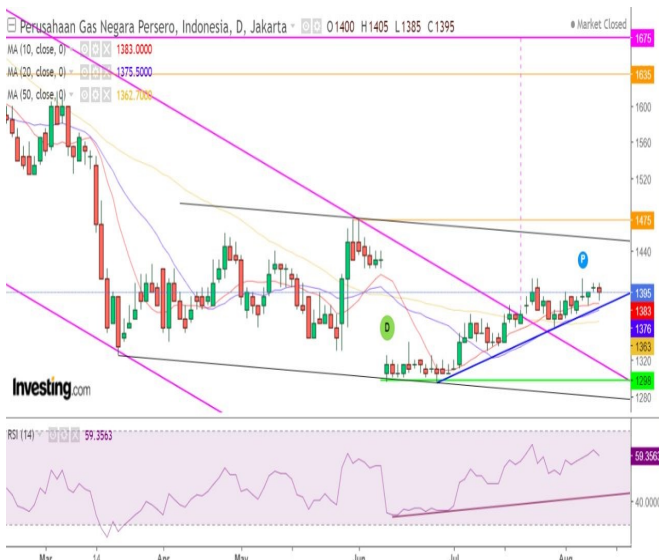 Perusahaan Gas Negara Persero, Indonesia, D, Jakarta O1400 H1405 L1385 C1395
Market Closed
MA (10, close, 0) 1383.0000
MA (20, close, 0) 1375.5000
MA (50, close, 0) 1362.7000
1675
1635
1600
1560
1520
1475
1440
1395
1383
1376
1363
1320
1298
1280
P
D
Investing.com
RSI (14) 59.3563
59.3563
40.0000
Mar 14 Apr May Jun Jul Aug